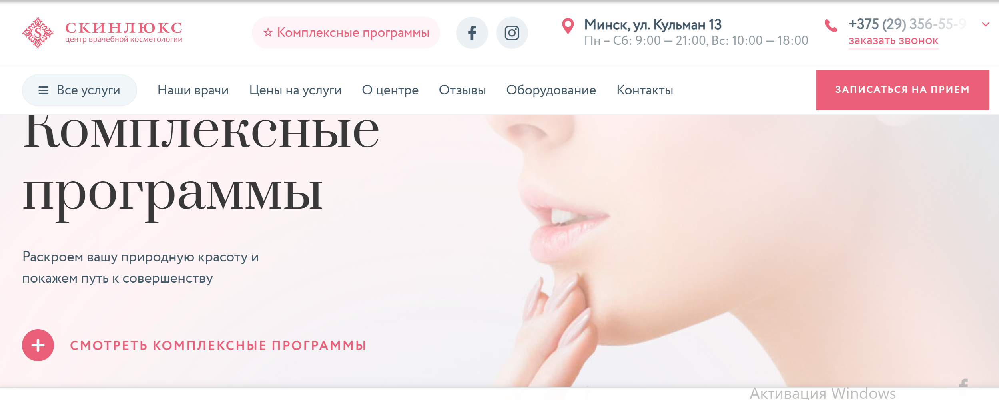 СКИНЛЮКС
центр врачебной косметологии
☆ Комплексные программы
Минск, ул. Кульман 13
Пн – Сб: 9:00 — 21:00, Вс: 10:00 — 18:00
+375 (29) 356-55-9
заказать звонок
Все услуги
Наши врачи
Цены на услуги
О центре
Отзывы
Оборудование
Контакты
ЗАПИСАТЬСЯ НА ПРИЕМ
Комплексные
программы
Раскроем вашу природную красоту и
покажем путь к совершенству
СМОТРЕТЬ КОМПЛЕКСНЫЕ ПРОГРАММЫ
Активация Windows